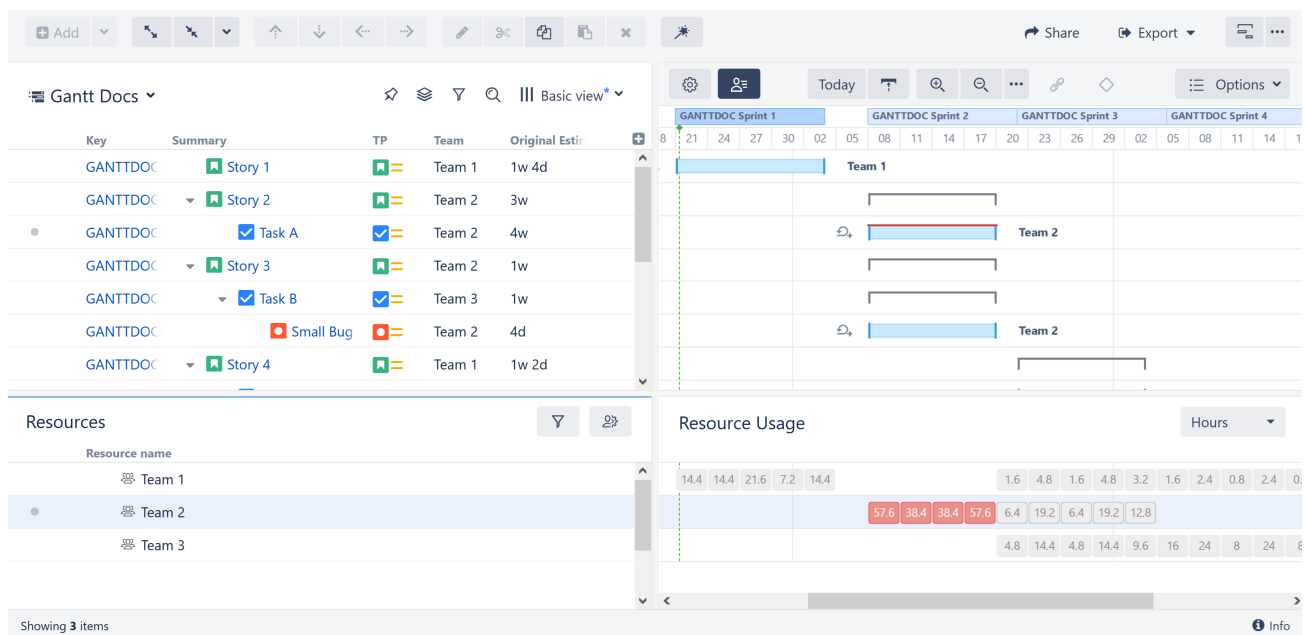 Add Share Export
Gantt Docs Basic view* Today Options
GANTTDOC Sprint 1 GANTTDOC Sprint 2 GANTTDOC Sprint 3 GANTTDOC Sprint 4
Key Summary TP Team Original Estim 8 21 24 27 30 02 05 08 11 14 17 20 23 26 29 02 05 08 11 14 1
GANTTDOC Story 1 Team 1 1w 4d Team 1
GANTTDOC Story 2 Team 2 3w
GANTTDOC Task A Team 2 4w Team 2
GANTTDOC Story 3 Team 2 1w
GANTTDOC Task B Team 3 1w
GANTTDOC Small Bug Team 2 4d Team 2
GANTTDOC Story 4 Team 1 1w 2d
Resources Resource Usage Hours
Resource name
Team 1 14.4 14.4 21.6 7.2 14.4 1.6 4.8 1.6 4.8 3.2 1.6 2.4 0.8 2.4 0.
Team 2 57.6 38.4 38.4 57.6 6.4 19.2 6.4 19.2 12.8
Team 3 4.8 14.4 4.8 14.4 9.6 16 24 8 24 8
Showing 3 items Info